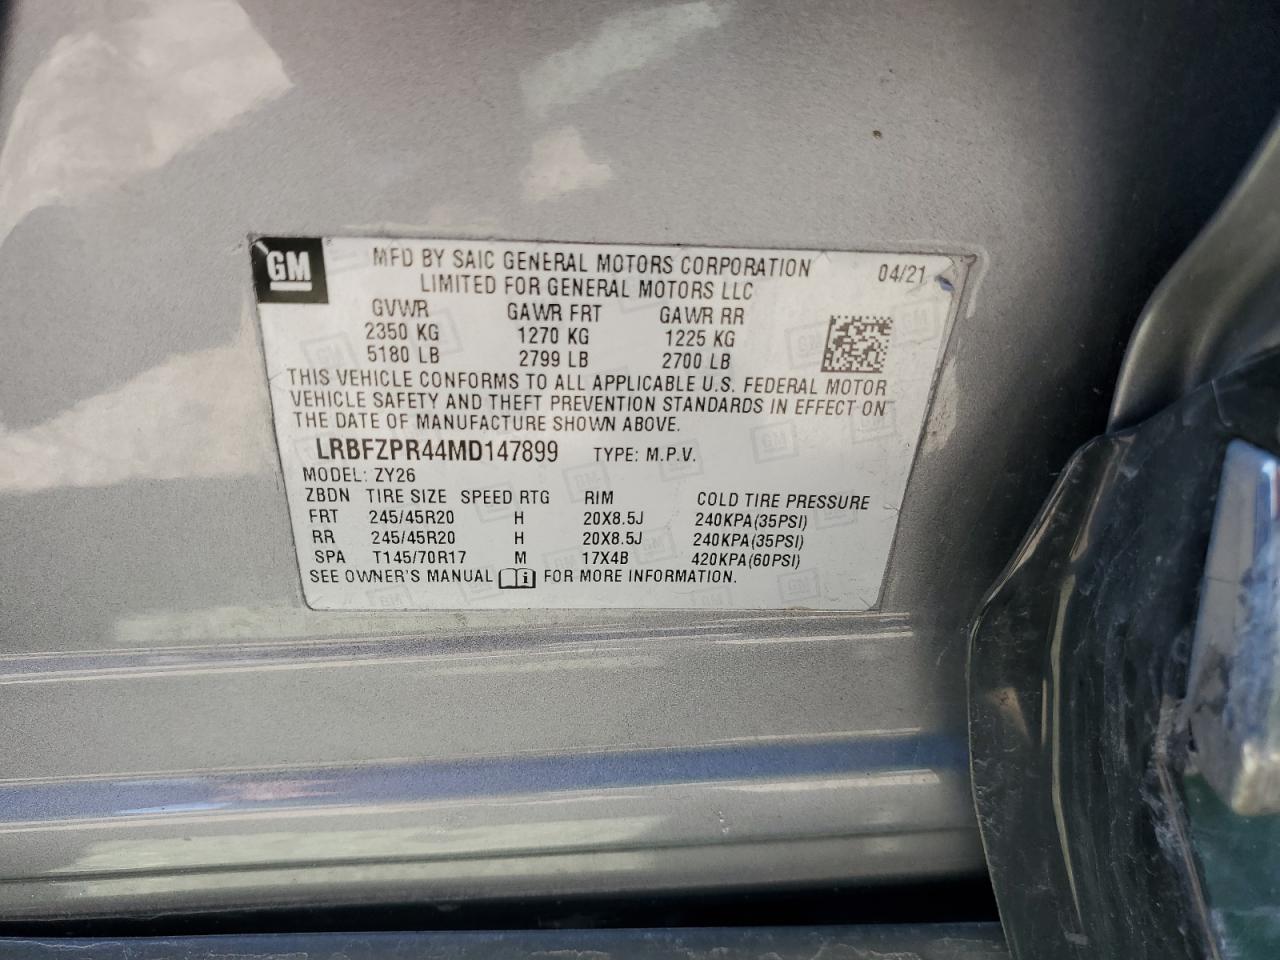 GM
MFD BY SAIC GENERAL MOTORS CORPORATION 04/21
LIMITED FOR GENERAL MOTORS LLC
GVWR GAWR FRT GAWR RR
2350 KG 1270 KG 1225 KG
5180 LB 2799 LB 2700 LB
THIS VEHICLE CONFORMS TO ALL APPLICABLE U.S. FEDERAL MOTOR
VEHICLE SAFETY AND THEFT PREVENTION STANDARDS IN EFFECT ON
THE DATE OF MANUFACTURE SHOWN ABOVE.
LRBFZPR44MD147899 TYPE: M.P.V.
MODEL: ZY26
ZBDN TIRE SIZE SPEED RTG RIM COLD TIRE PRESSURE
FRT 245/45R20 H 20X8.5J 240KPA(35PSI)
RR 245/45R20 H 20X8.5J 240KPA(35PSI)
SPA T145/70R17 M 17X4B 420KPA(60PSI)
SEE OWNER'S MANUAL i FOR MORE INFORMATION.